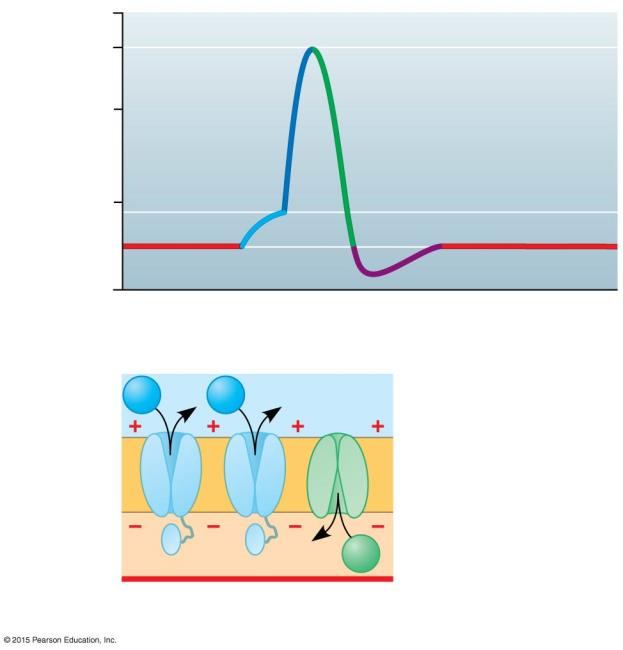 + + + +
− − − −
© 2015 Pearson Education, Inc.